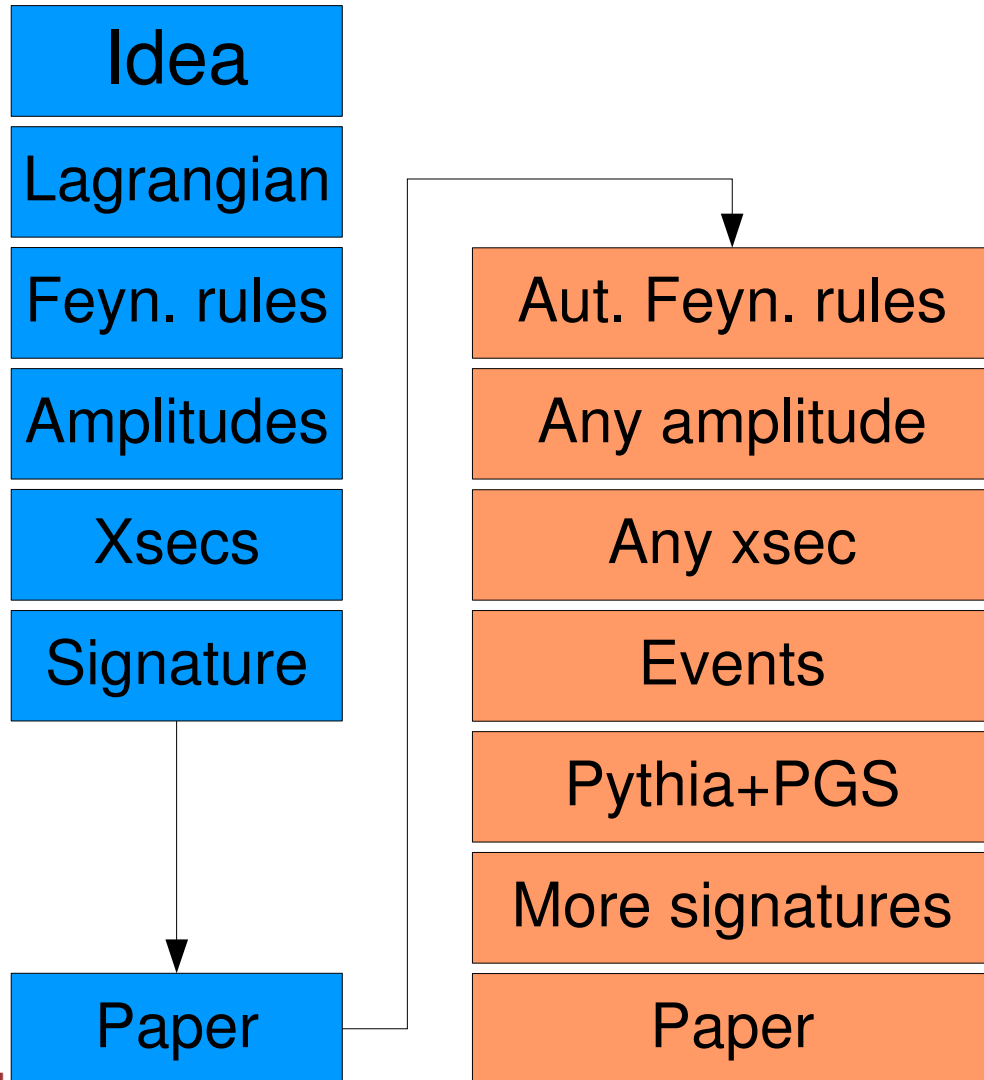 Idea
Lagrangian
Feyn. rules
Amplitudes
Xsecs
Signature
Paper
Aut. Feyn. rules
Any amplitude
Any xsec
Events
Pythia+PGS
More signatures
Paper